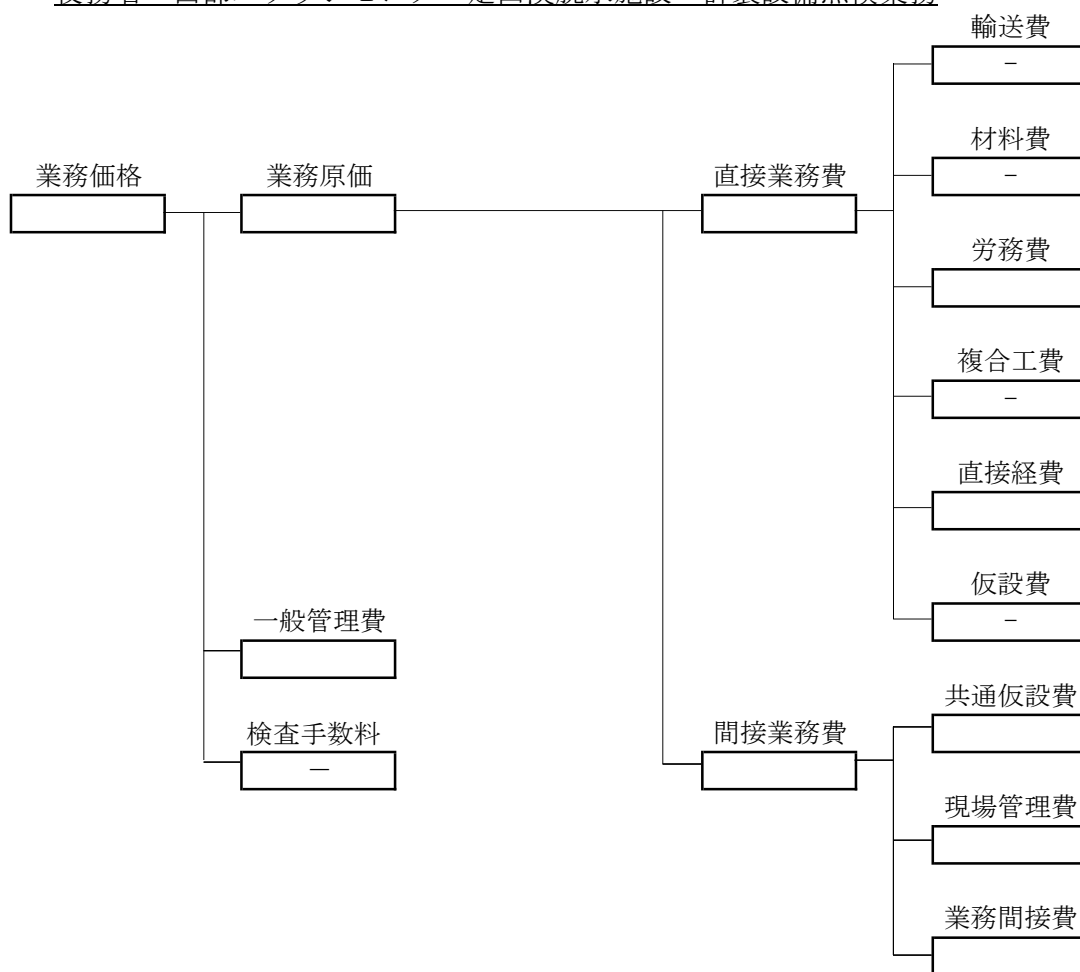 輸送費
−
材料費
−
業務価格
業務原価
直接業務費
労務費
複合工費
−
直接経費
仮設費
−
一般管理費
共通仮設費
検査手数料
−
間接業務費
現場管理費
業務間接費